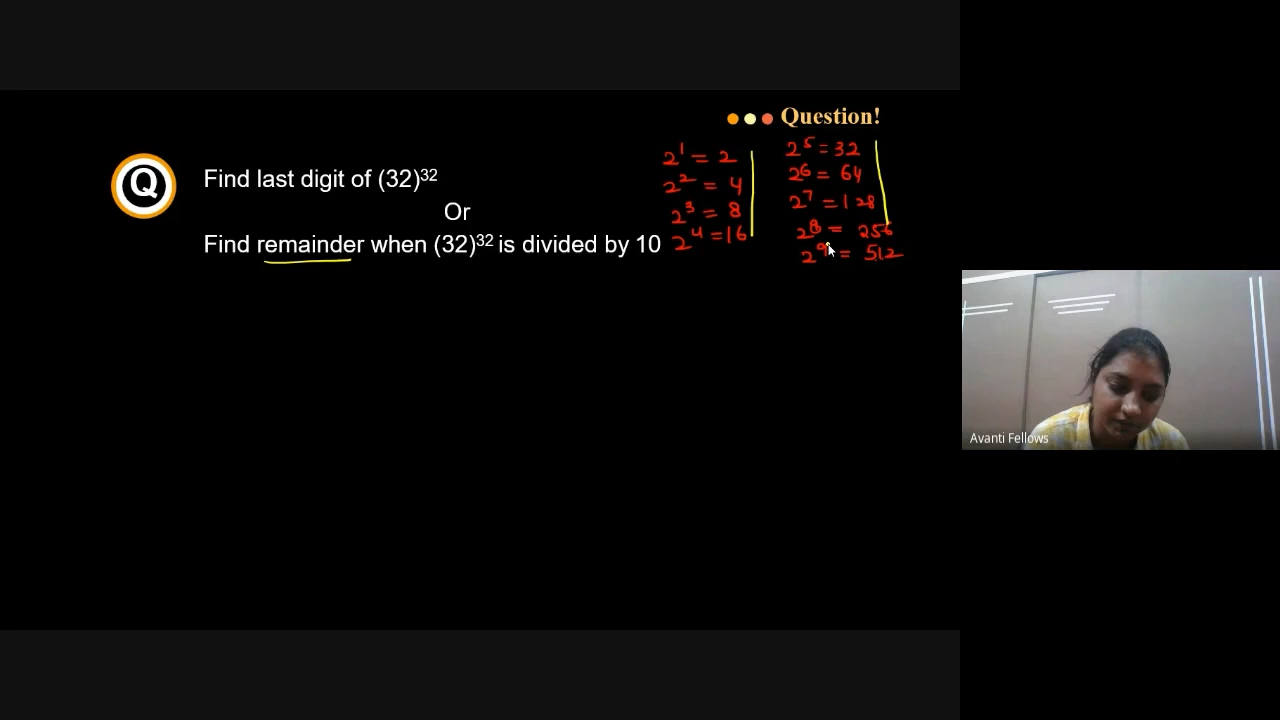 Question!
Q
Find last digit of (32)³²
Or
Find remainder when (32)³² is divided by 10
2¹ = 2
2² = 4
2³ = 8
2⁴ = 16
2⁵ = 32
2⁶ = 64
2⁷ = 128
2⁸ = 256
2⁹ = 512
Avanti Fellows